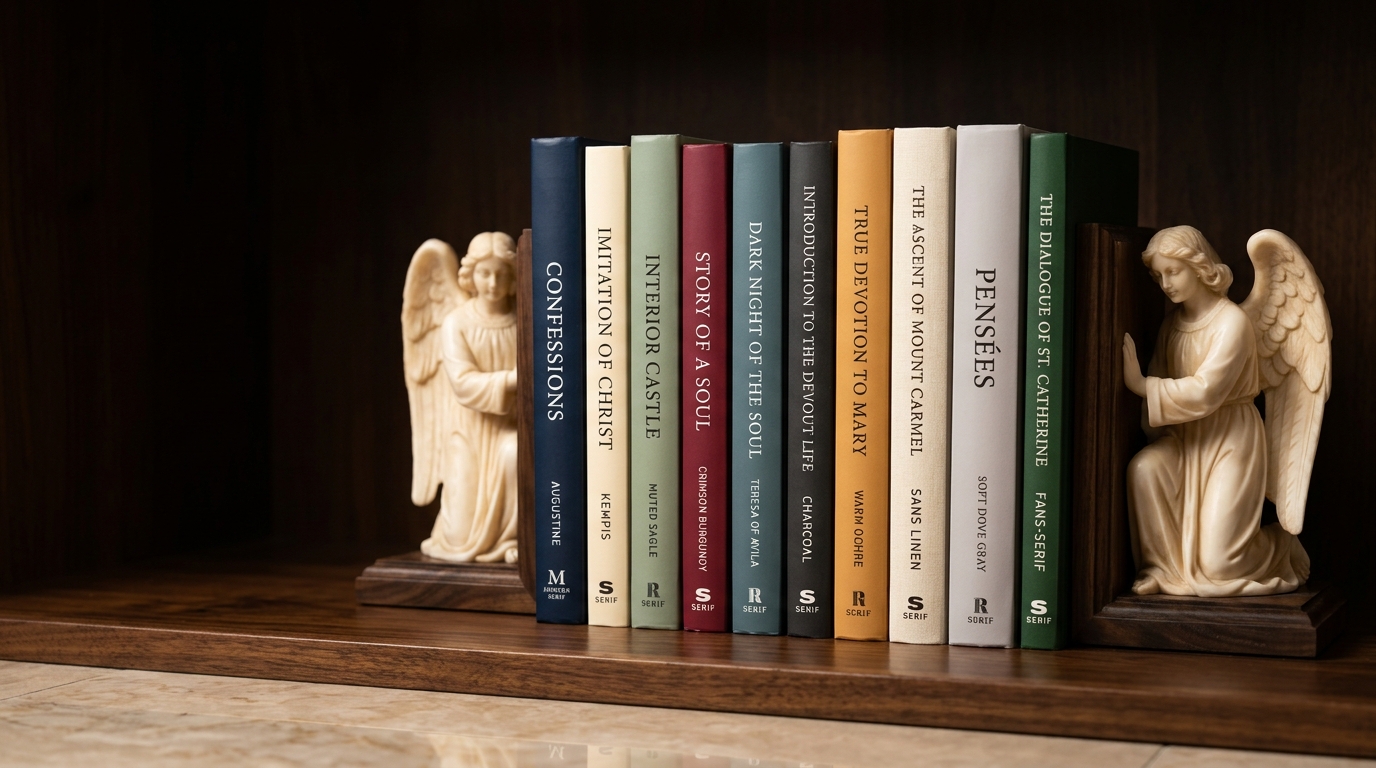 CONFESSIONS
AUGUSTINE
M
SERIF
IMITATION OF CHRIST
KEMPIS
S
SERIF
INTERIOR CASTLE
MUTED SAGLE
R
SERIF
STORY OF A SOUL
CRIMSON BURGUNOY
S
SERIF
DARK NIGHT OF THE SOUL
TERESA OF AVILA
R
SERIF
INTRODUCTION TO THE DEVOUT LIFE
CHARCOAL
S
SERIF
TRUE DEVOTION TO MARY
WARM OCHRE
R
SCRIF
THE ASCENT OF MOUNT CARMEL
SANS LINEN
S
SERIF
PENSÉES
SOPT DOVE GRAY
R
SORIF
THE DIALOGUE OF ST. CATHERINE
FANS-SERIF
S
SERIF